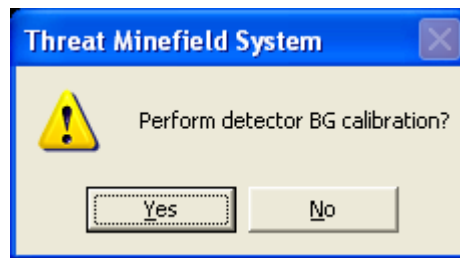 Threat Minefield System
Perform detector BG calibration?
Yes No